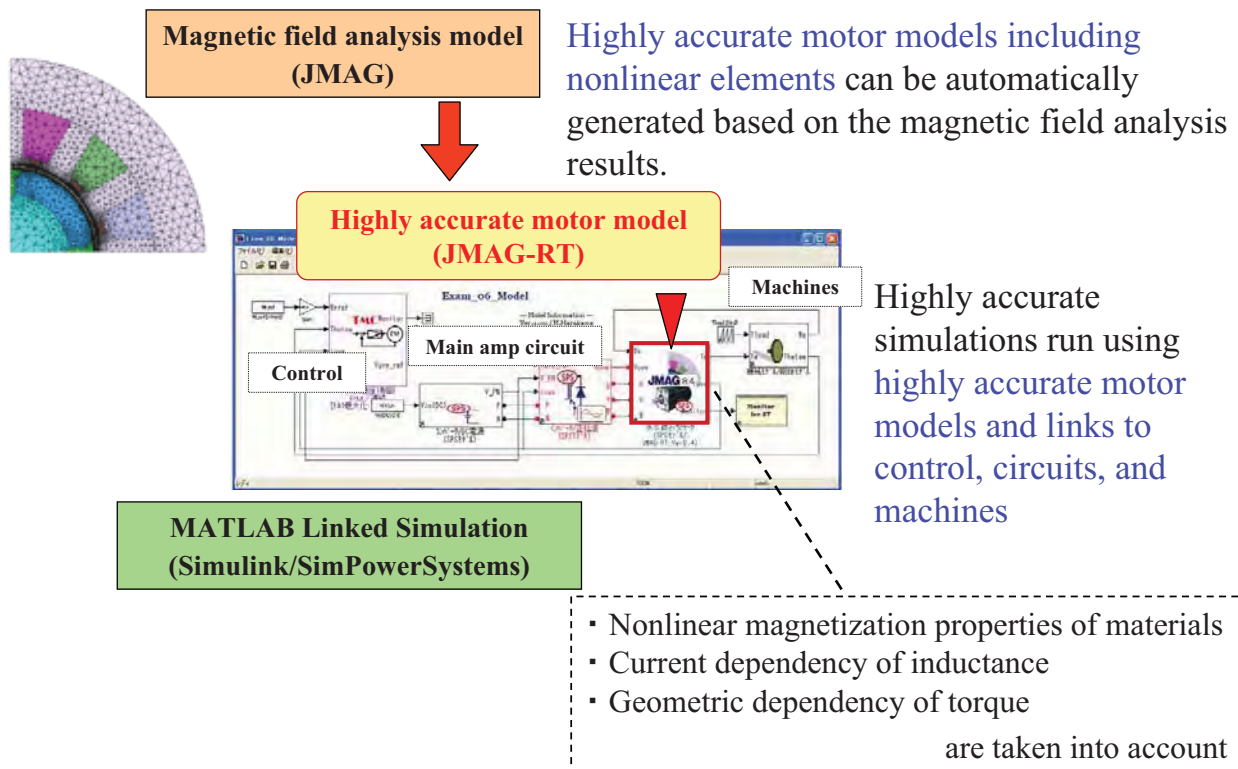 Magnetic field analysis model
(JMAG)
Highly accurate motor models including
nonlinear elements can be automatically
generated based on the magnetic field analysis
results.
Highly accurate motor model
(JMAG-RT)
Machines
Exam_06_Model
TMC
Control
Main amp circuit
JMAG
Highly accurate
simulations run using
highly accurate motor
models and links to
control, circuits, and
machines
MATLAB Linked Simulation
(Simulink/SimPowerSystems)
・Nonlinear magnetization properties of materials
・Current dependency of inductance
・Geometric dependency of torque
are taken into account